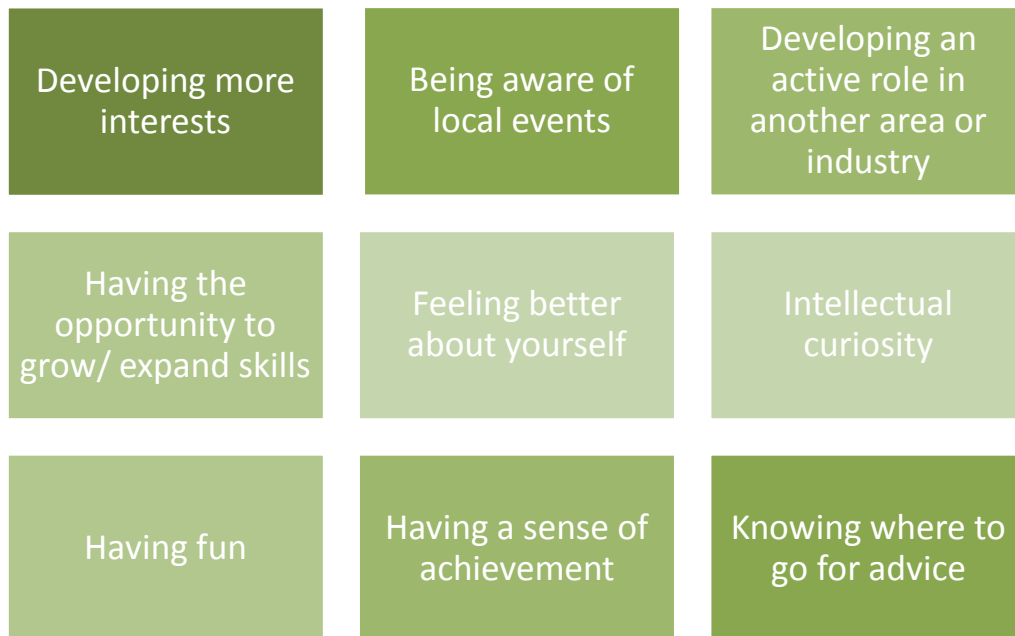 Developing more
interests
Being aware of
local events
Developing an
active role in
another area or
industry
Having the
opportunity to
grow/ expand skills
Feeling better
about yourself
Intellectual
curiosity
Having fun
Having a sense of
achievement
Knowing where to
go for advice